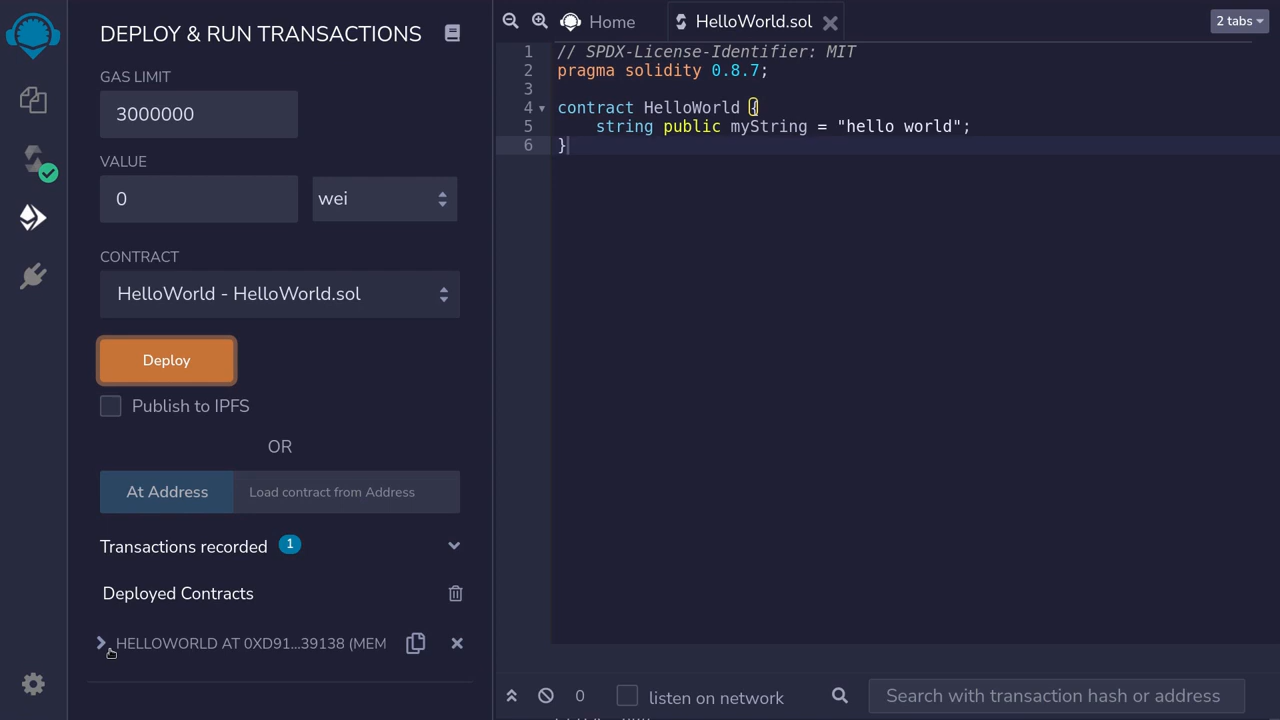 DEPLOY & RUN TRANSACTIONS
GAS LIMIT
3000000
VALUE
0
wei
CONTRACT
HelloWorld - HelloWorld.sol
Deploy
Publish to IPFS
OR
At Address
Load contract from Address
Transactions recorded 1
Deployed Contracts
HELLOWORLD AT 0XD91...39138 (MEM
Home
HelloWorld.sol
2 tabs
1 // SPDX-License-Identifier: MIT
2 pragma solidity 0.8.7;
3
4 contract HelloWorld {
5 string public myString = "hello world";
6 }
0
listen on network
Search with transaction hash or address